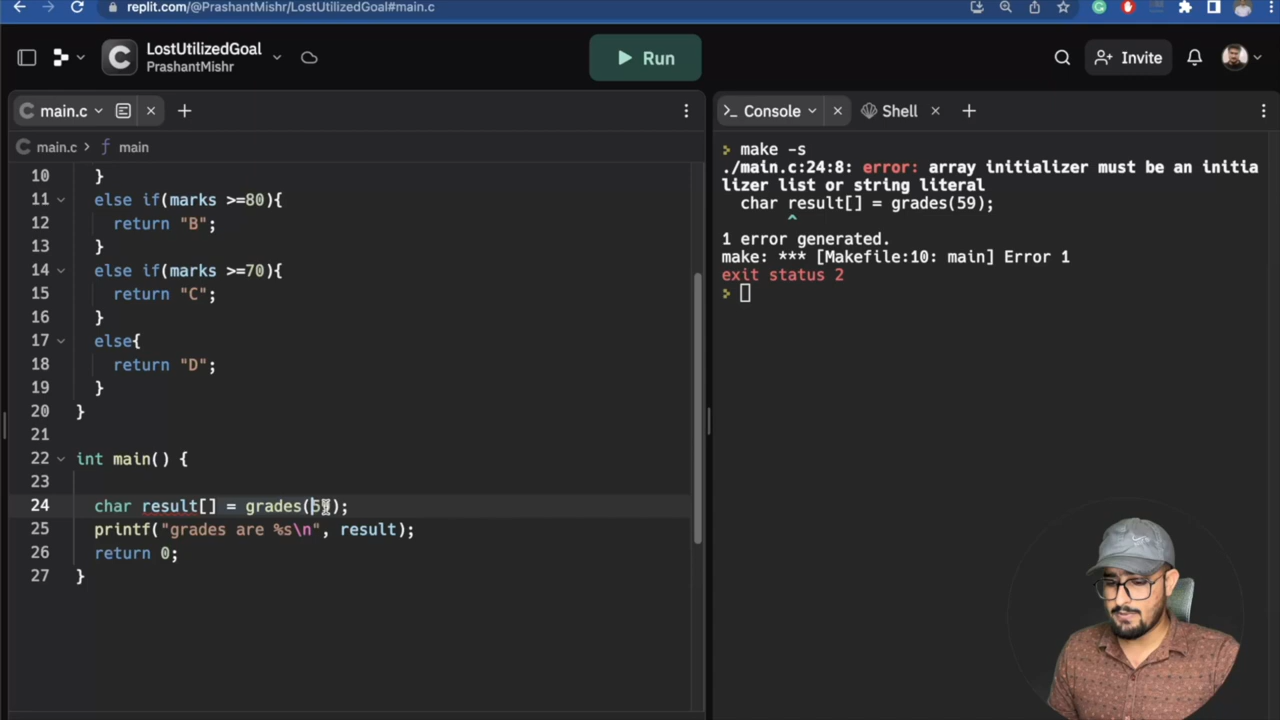 replit.com/@PrashantMishr/LostUtilizedGoal#main.c
LostUtilizedGoal
PrashantMishr
Run
Invite
main.c
main.c > main
10 }
11 else if(marks >=80){
12 return "B";
13 }
14 else if(marks >=70){
15 return "C";
16 }
17 else{
18 return "D";
19 }
20 }
21
22 int main() {
23
24 char result[] = grades(59);
25 printf("grades are %s\n", result);
26 return 0;
27 }
>_ Console
Shell
> make -s
./main.c:24:8: error: array initializer must be an initia
lizer list or string literal
char result[] = grades(59);
^
1 error generated.
make: *** [Makefile:10: main] Error 1
exit status 2
>